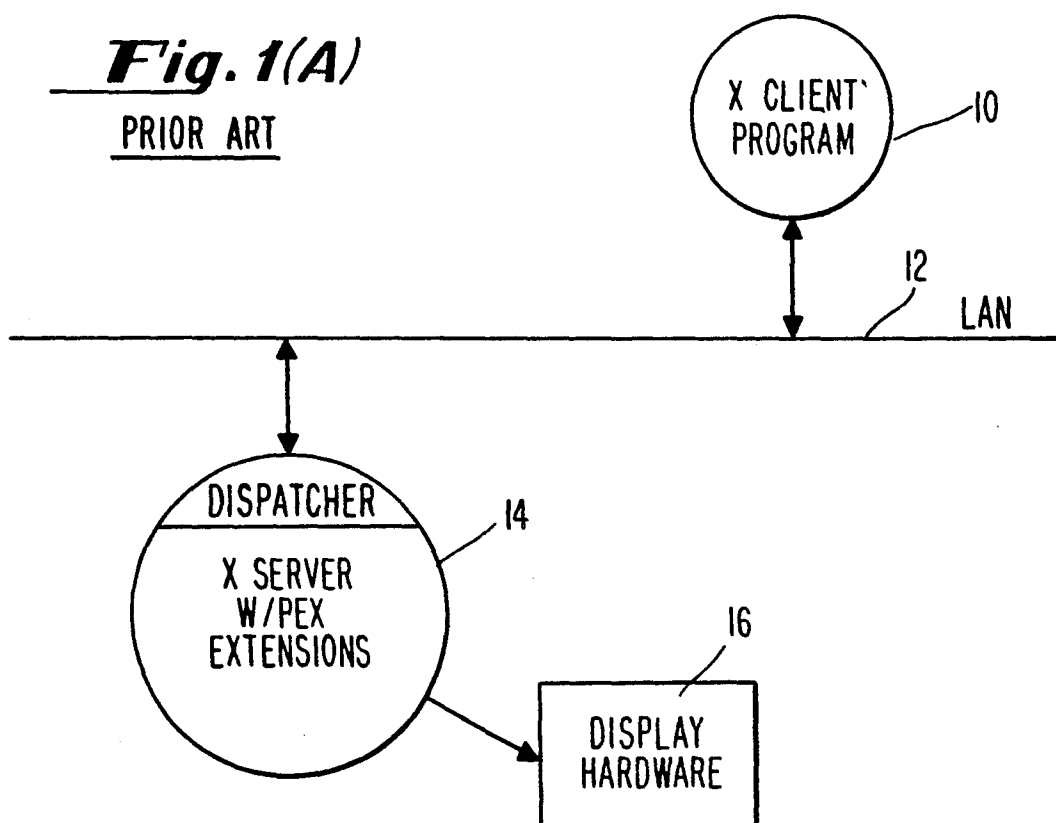 Fig. 1(A)
PRIOR ART
X CLIENT
PROGRAM
10
12
LAN
DISPATCHER
14
X SERVER
W/PEX
EXTENSIONS
16
DISPLAY
HARDWARE